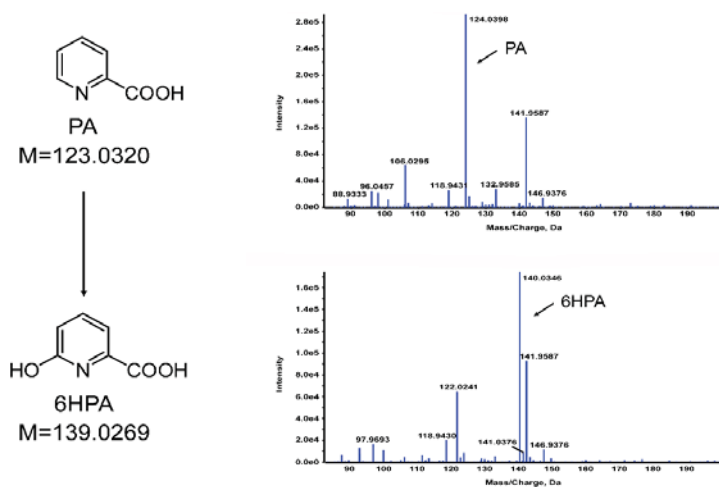 N
COOH
PA
M=123.0320
HO
N
COOH
6HPA
M=139.0269
2.8e5
2.4e5
2.0e5
1.6e5
1.2e5
8.0e4
4.0e4
0.0e0
Intensity
124.0398
PA
141.9587
106.0295
96.0457
88.9333
118.9431
132.9585
146.9376
90 100 110 120 130 140 150 160 170 180 190
Mass/Charge, Da
1.6e5
1.4e5
1.2e5
1.0e5
8.0e4
6.0e4
4.0e4
2.0e4
0.0e0
Intensity
140.0346
6HPA
141.9587
122.0241
118.9430
97.9693
141.0376
146.9376
90 100 110 120 130 140 150 160 170 180 190
Mass/Charge, Da